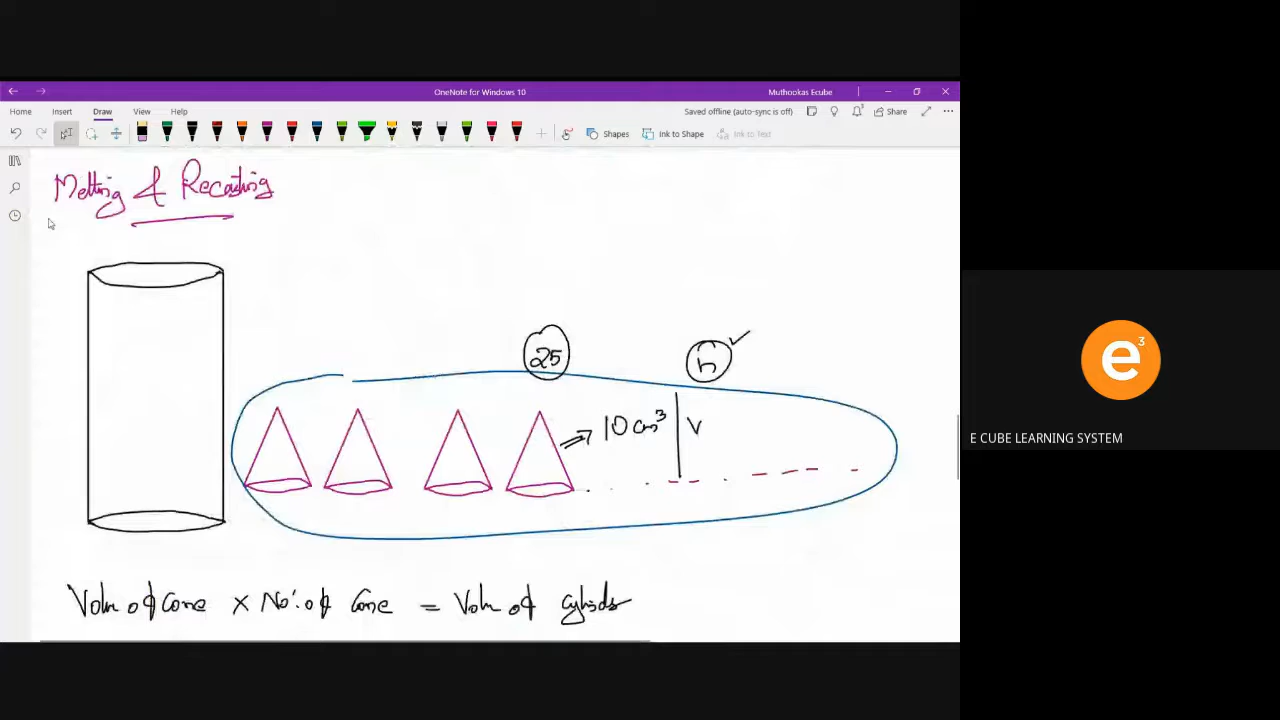 OneNote for Windows 10
Muthookas Ecube
Home Insert Draw View Help
Saved offline (auto-sync is off)
Share
Shapes
Ink to Shape
Ink to Text
Melting & Recasting
25
n
10 cm³
V
Volm of Cone × No. of Cone = Volm of Cylinder
e³
E CUBE LEARNING SYSTEM